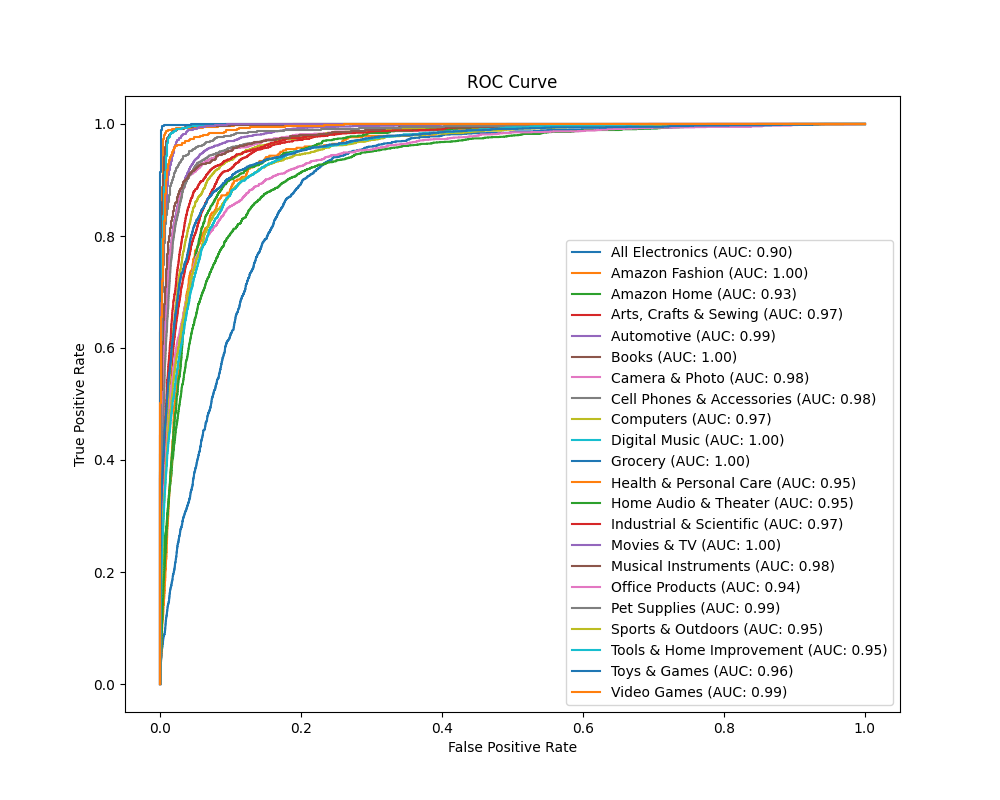 ROC Curve
1.0
0.8
0.6
0.4
0.2
0.0
True Positive Rate
All Electronics (AUC: 0.90)
Amazon Fashion (AUC: 1.00)
Amazon Home (AUC: 0.93)
Arts, Crafts & Sewing (AUC: 0.97)
Automotive (AUC: 0.99)
Books (AUC: 1.00)
Camera & Photo (AUC: 0.98)
Cell Phones & Accessories (AUC: 0.98)
Computers (AUC: 0.97)
Digital Music (AUC: 1.00)
Grocery (AUC: 1.00)
Health & Personal Care (AUC: 0.95)
Home Audio & Theater (AUC: 0.95)
Industrial & Scientific (AUC: 0.97)
Movies & TV (AUC: 1.00)
Musical Instruments (AUC: 0.98)
Office Products (AUC: 0.94)
Pet Supplies (AUC: 0.99)
Sports & Outdoors (AUC: 0.95)
Tools & Home Improvement (AUC: 0.95)
Toys & Games (AUC: 0.96)
Video Games (AUC: 0.99)
0.0 0.2 0.4 0.6 0.8 1.0
False Positive Rate